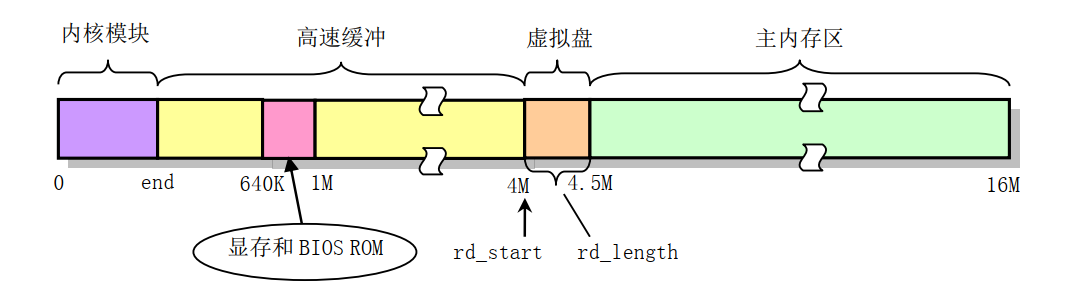 内核模块
高速缓冲
虚拟盘
主内存区
0
end
640K
1M
4M
4.5M
16M
显存和 BIOS ROM
rd_start
rd_length